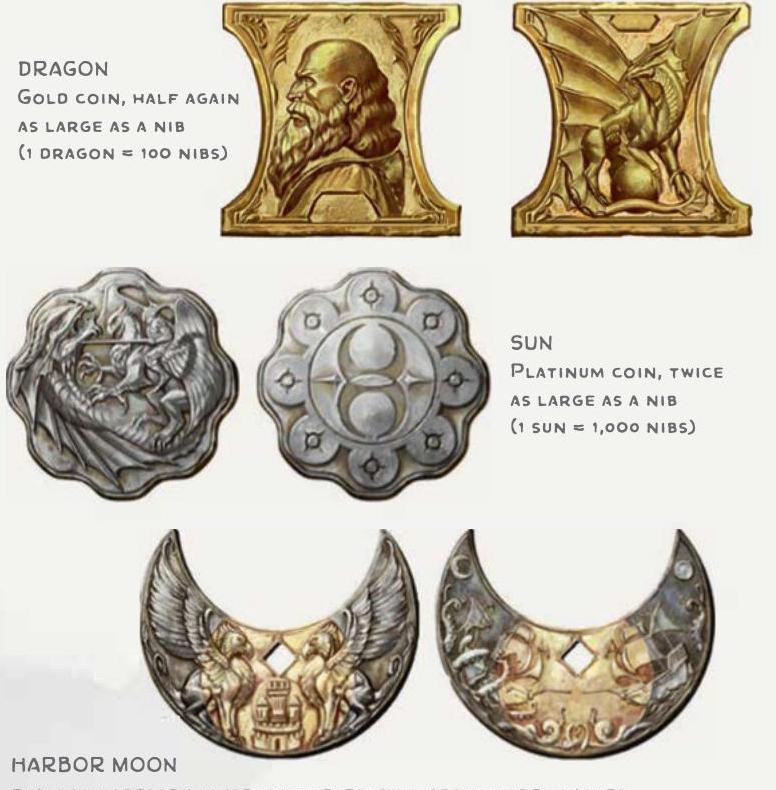 DRAGON
GOLD COIN, HALF AGAIN
AS LARGE AS A NIB
(1 DRAGON = 100 NIBS)
SUN
PLATINUM COIN, TWICE
AS LARGE AS A NIB
(1 SUN = 1,000 NIBS)
HARBOR MOON